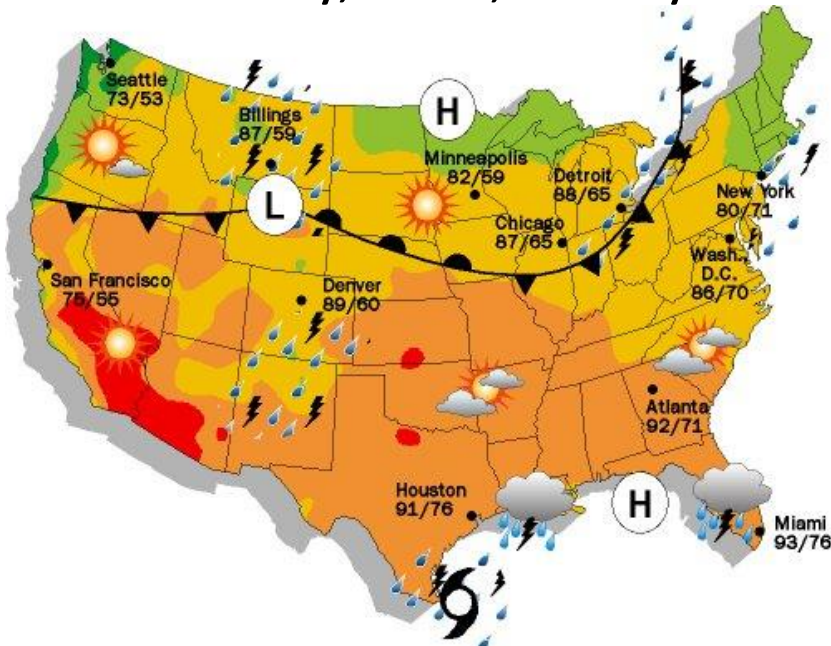 Seattle
73/53
Billings
87/59
H
Minneapolis
82/59
Detroit
88/65
New York
80/71
L
Chicago
87/65
Wash.,
D.C.
86/70
San Francisco
75/55
Denver
89/60
Atlanta
92/71
Houston
91/76
H
Miami
93/76